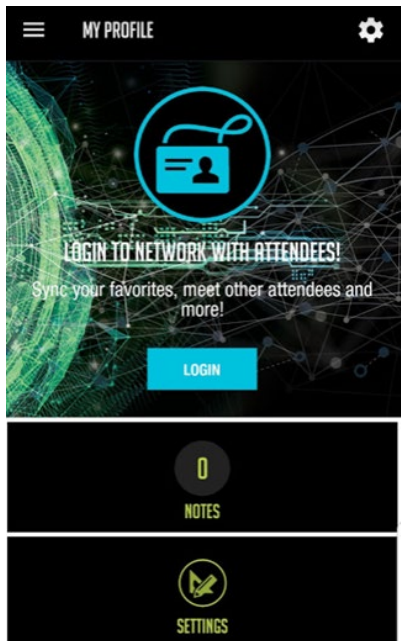 MY PROFILE
LOGIN TO NETWORK WITH ATTENDEES!
Sync your favorites, meet other attendees and
more!
LOGIN
0
NOTES
SETTINGS